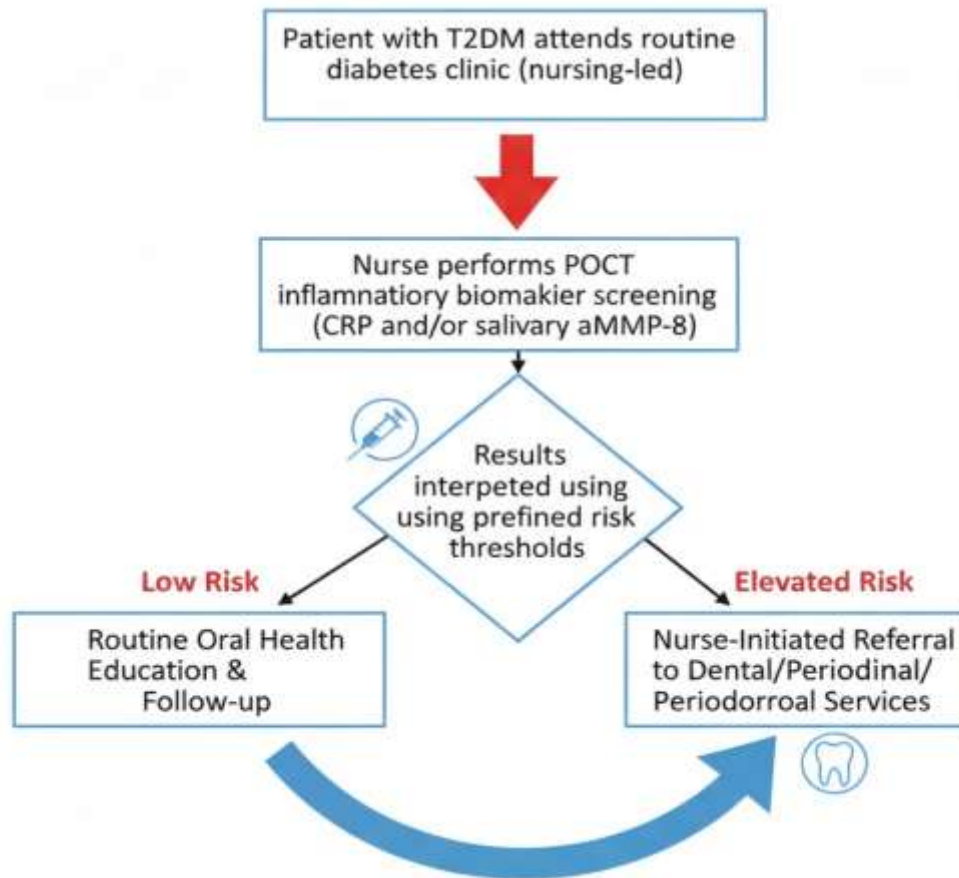 Patient with T2DM attends routine
diabetes clinic (nursing-led)
Nurse performs POCT
inflamnatiory biomakier screening
(CRP and/or salivary aMMP-8)
Results
interpeted using
using prefined risk
thresholds
Low Risk
Elevated Risk
Routine Oral Health
Education &
Follow-up
Nurse-Initiated Referral
to Dental/Periodinal/
Periodorroal Services